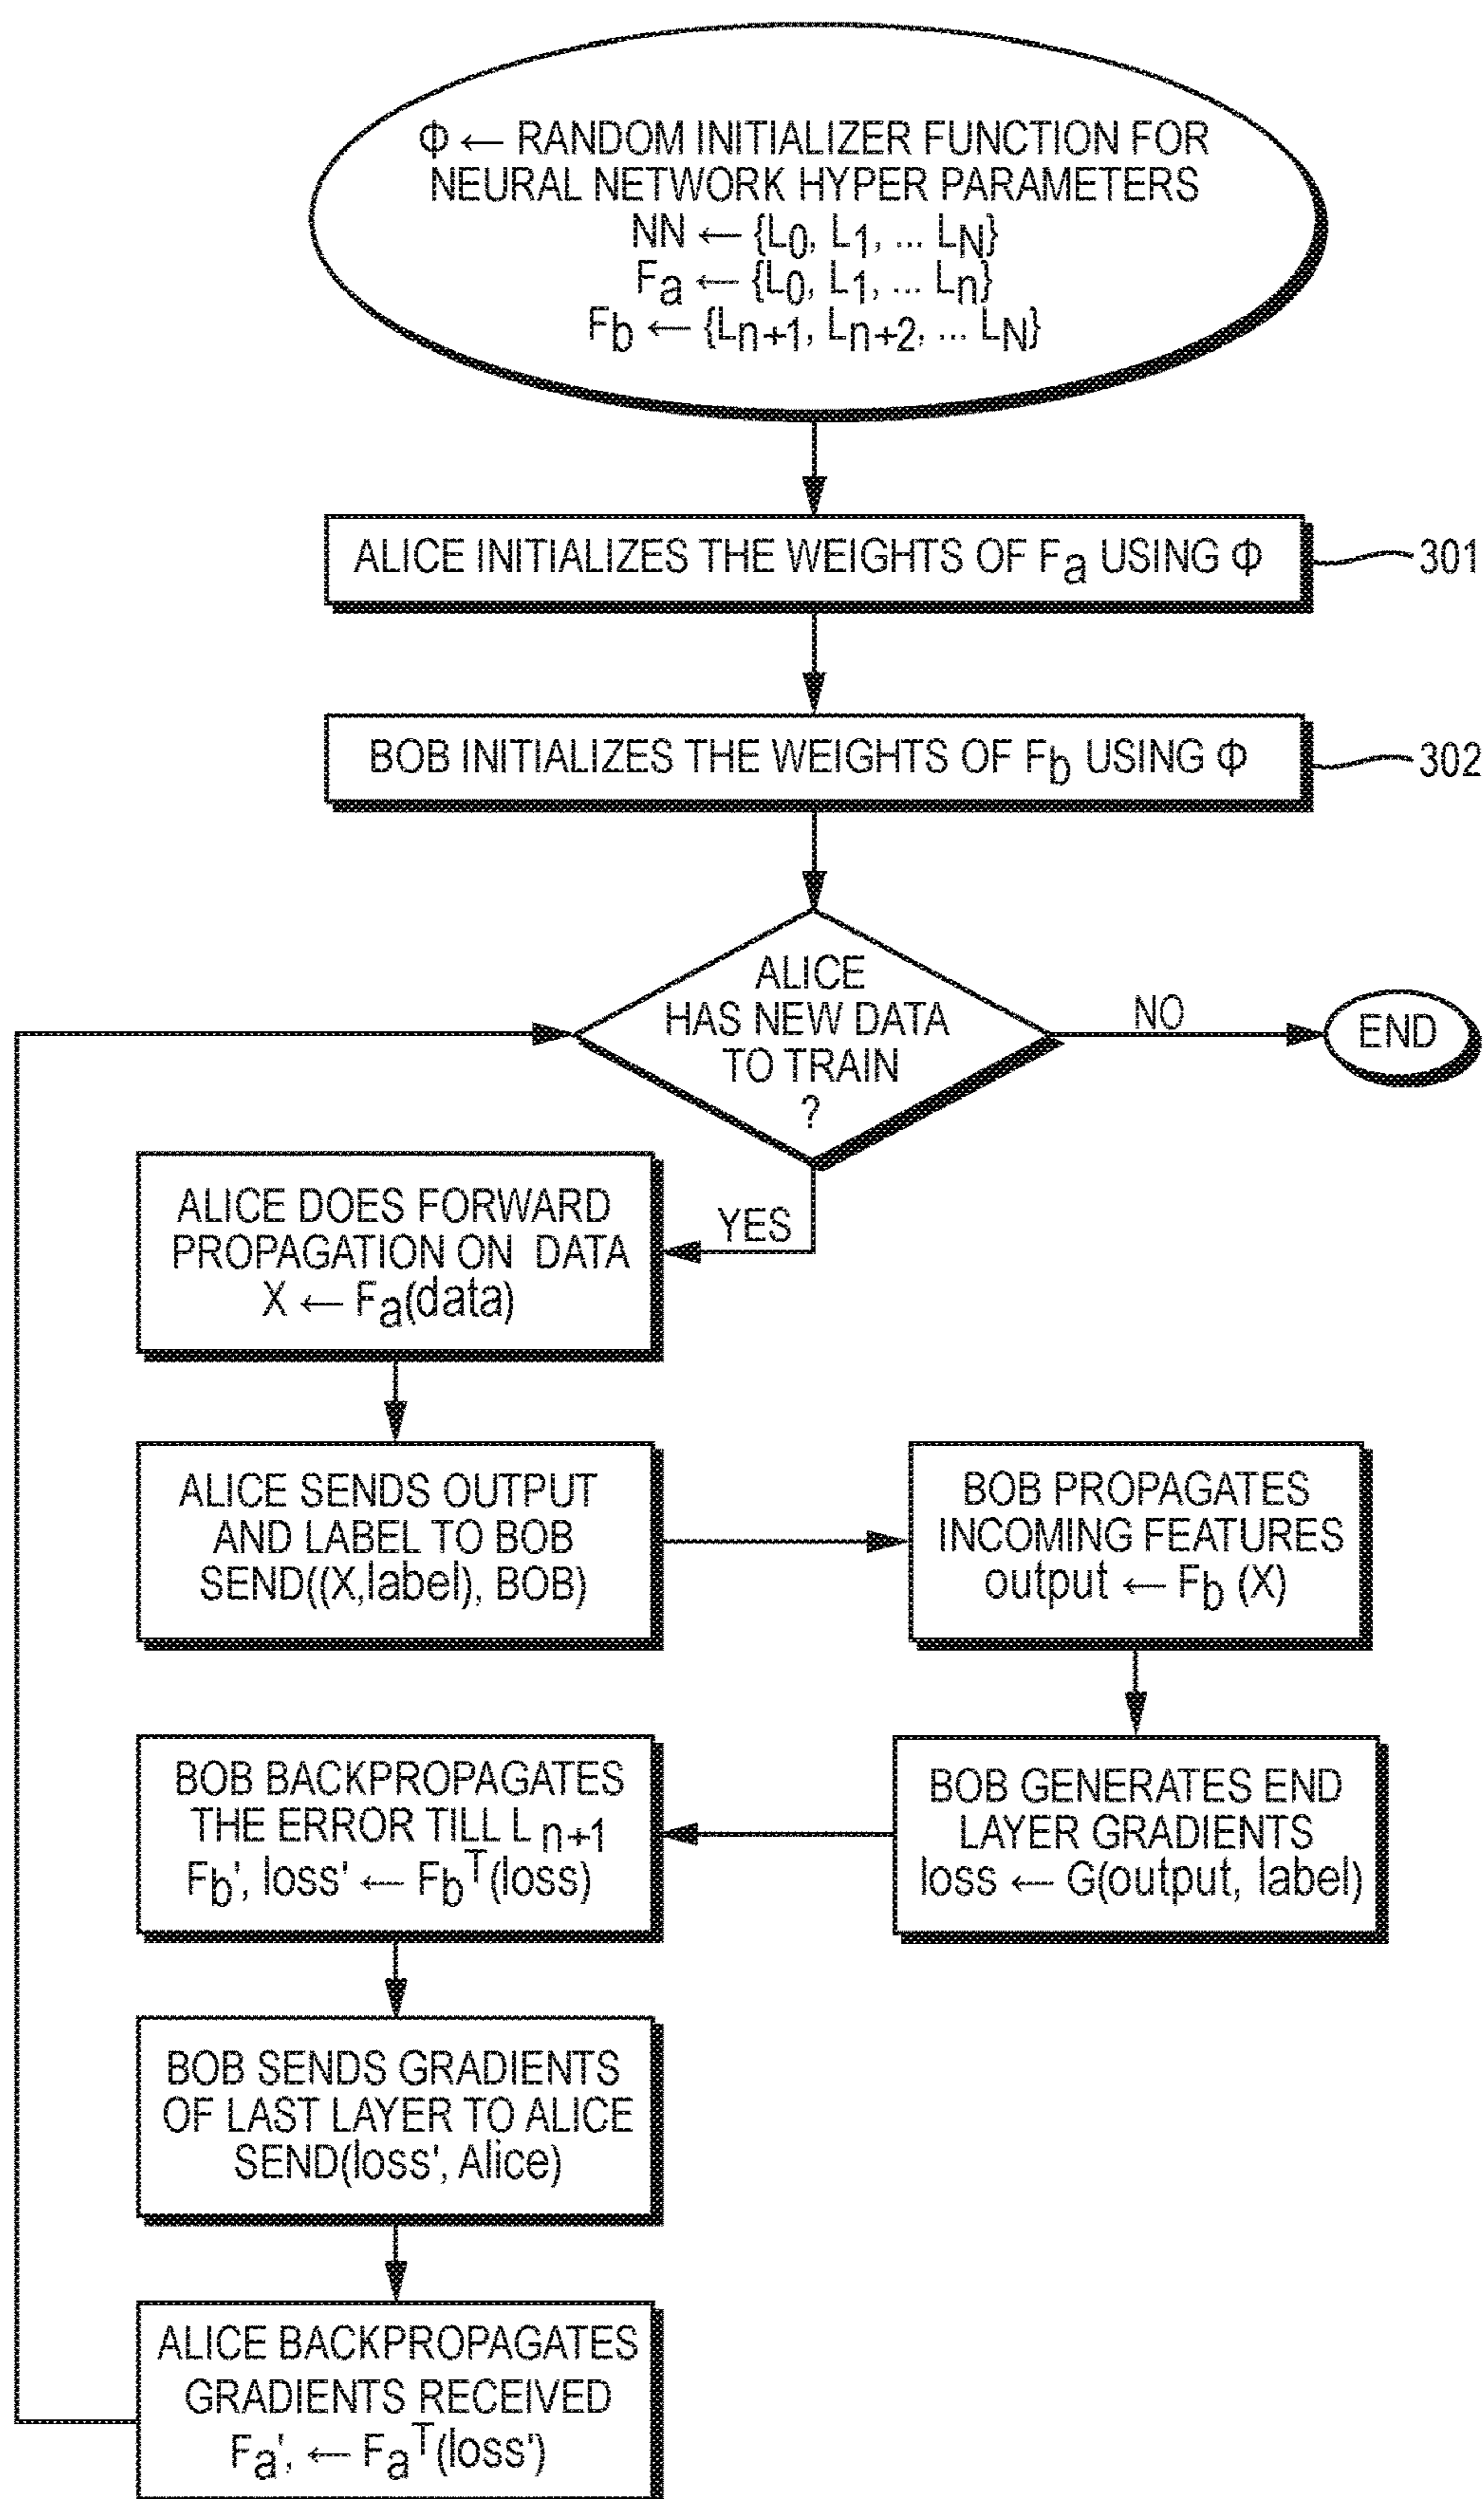 Φ ← RANDOM INITIALIZER FUNCTION FOR
NEURAL NETWORK HYPER PARAMETERS
NN ← {L0, L1, ... LN}
Fa ← {L0, L1, ... Ln}
Fb ← {Ln+1, Ln+2, ... LN}
ALICE INITIALIZES THE WEIGHTS OF Fa USING Φ
301
BOB INITIALIZES THE WEIGHTS OF Fb USING Φ
302
ALICE
HAS NEW DATA
TO TRAIN
?
NO
END
YES
ALICE DOES FORWARD
PROPAGATION ON DATA
X ← Fa(data)
ALICE SENDS OUTPUT
AND LABEL TO BOB
SEND((X,label), BOB)
BOB PROPAGATES
INCOMING FEATURES
output ← Fb (X)
BOB GENERATES END
LAYER GRADIENTS
loss ← G(output, label)
BOB BACKPROPAGATES
THE ERROR TILL L n+1
Fb', loss' ← FbT(loss)
BOB SENDS GRADIENTS
OF LAST LAYER TO ALICE
SEND(loss', Alice)
ALICE BACKPROPAGATES
GRADIENTS RECEIVED
Fa', ← FaT(loss')